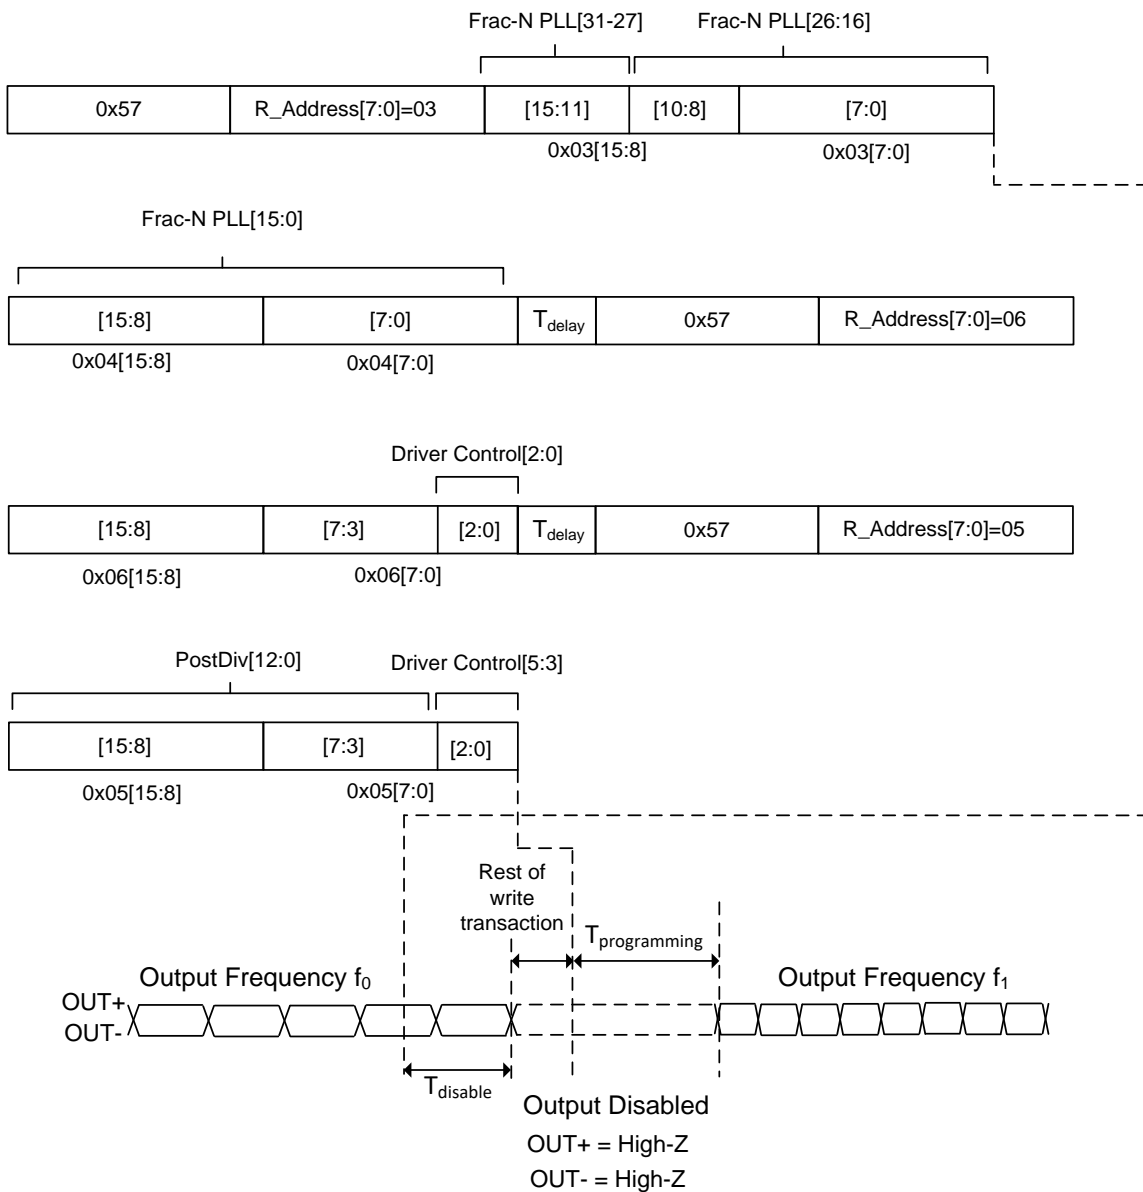 Frac-N PLL[31-27] Frac-N PLL[26:16]
0x57 R_Address[7:0]=03 [15:11] [10:8] [7:0]
0x03[15:8] 0x03[7:0]
Frac-N PLL[15:0]
[15:8] [7:0] Tdelay 0x57 R_Address[7:0]=06
0x04[15:8] 0x04[7:0]
Driver Control[2:0]
[15:8] [7:3] [2:0] Tdelay 0x57 R_Address[7:0]=05
0x06[15:8] 0x06[7:0]
PostDiv[12:0] Driver Control[5:3]
[15:8] [7:3] [2:0]
0x05[15:8] 0x05[7:0]
Rest of
write
transaction
Tprogramming
Output Frequency f0 Output Frequency f1
OUT+
OUT-
Tdisable
Output Disabled
OUT+ = High-Z
OUT- = High-Z